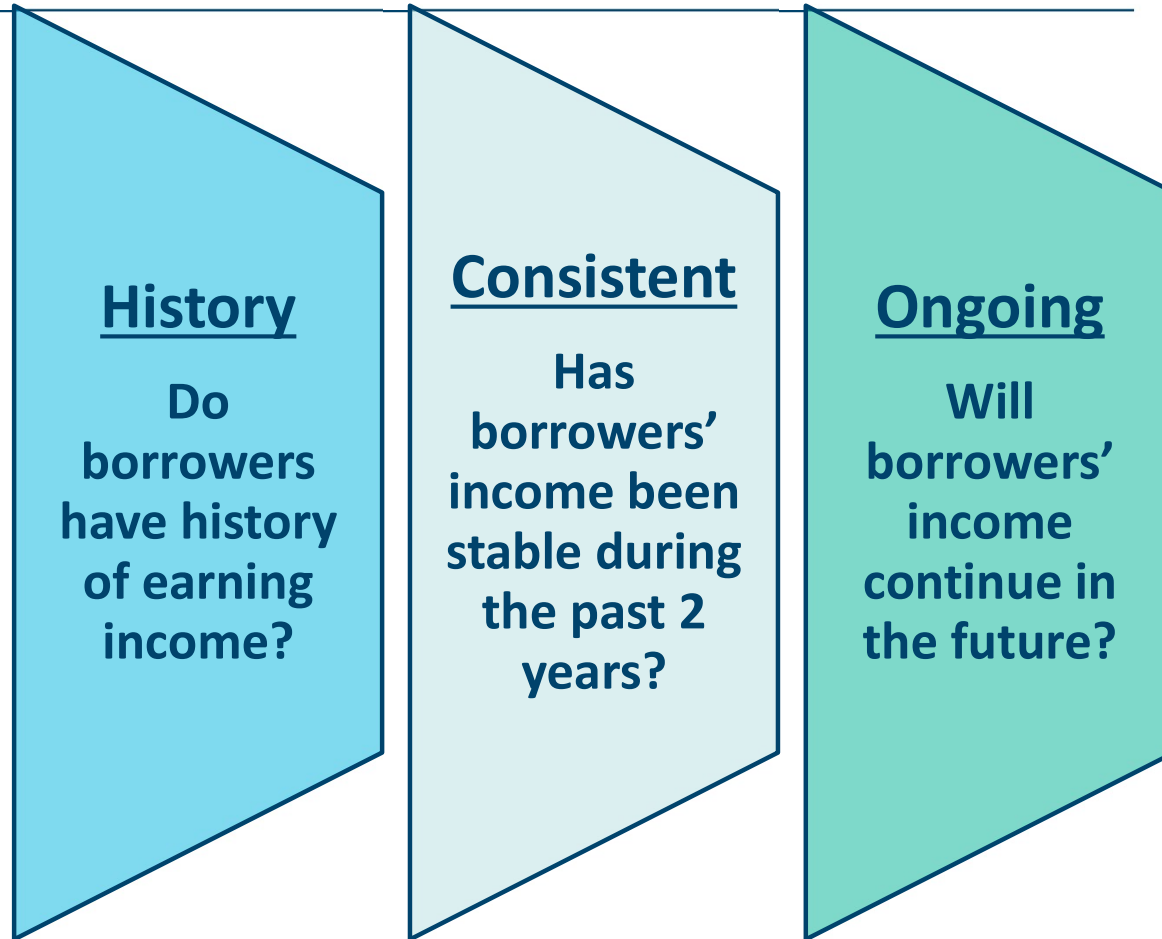 History
Do
borrowers
have history
of earning
income?
Consistent
Has
borrowers’
income been
stable during
the past 2
years?
Ongoing
Will
borrowers’
income
continue in
the future?